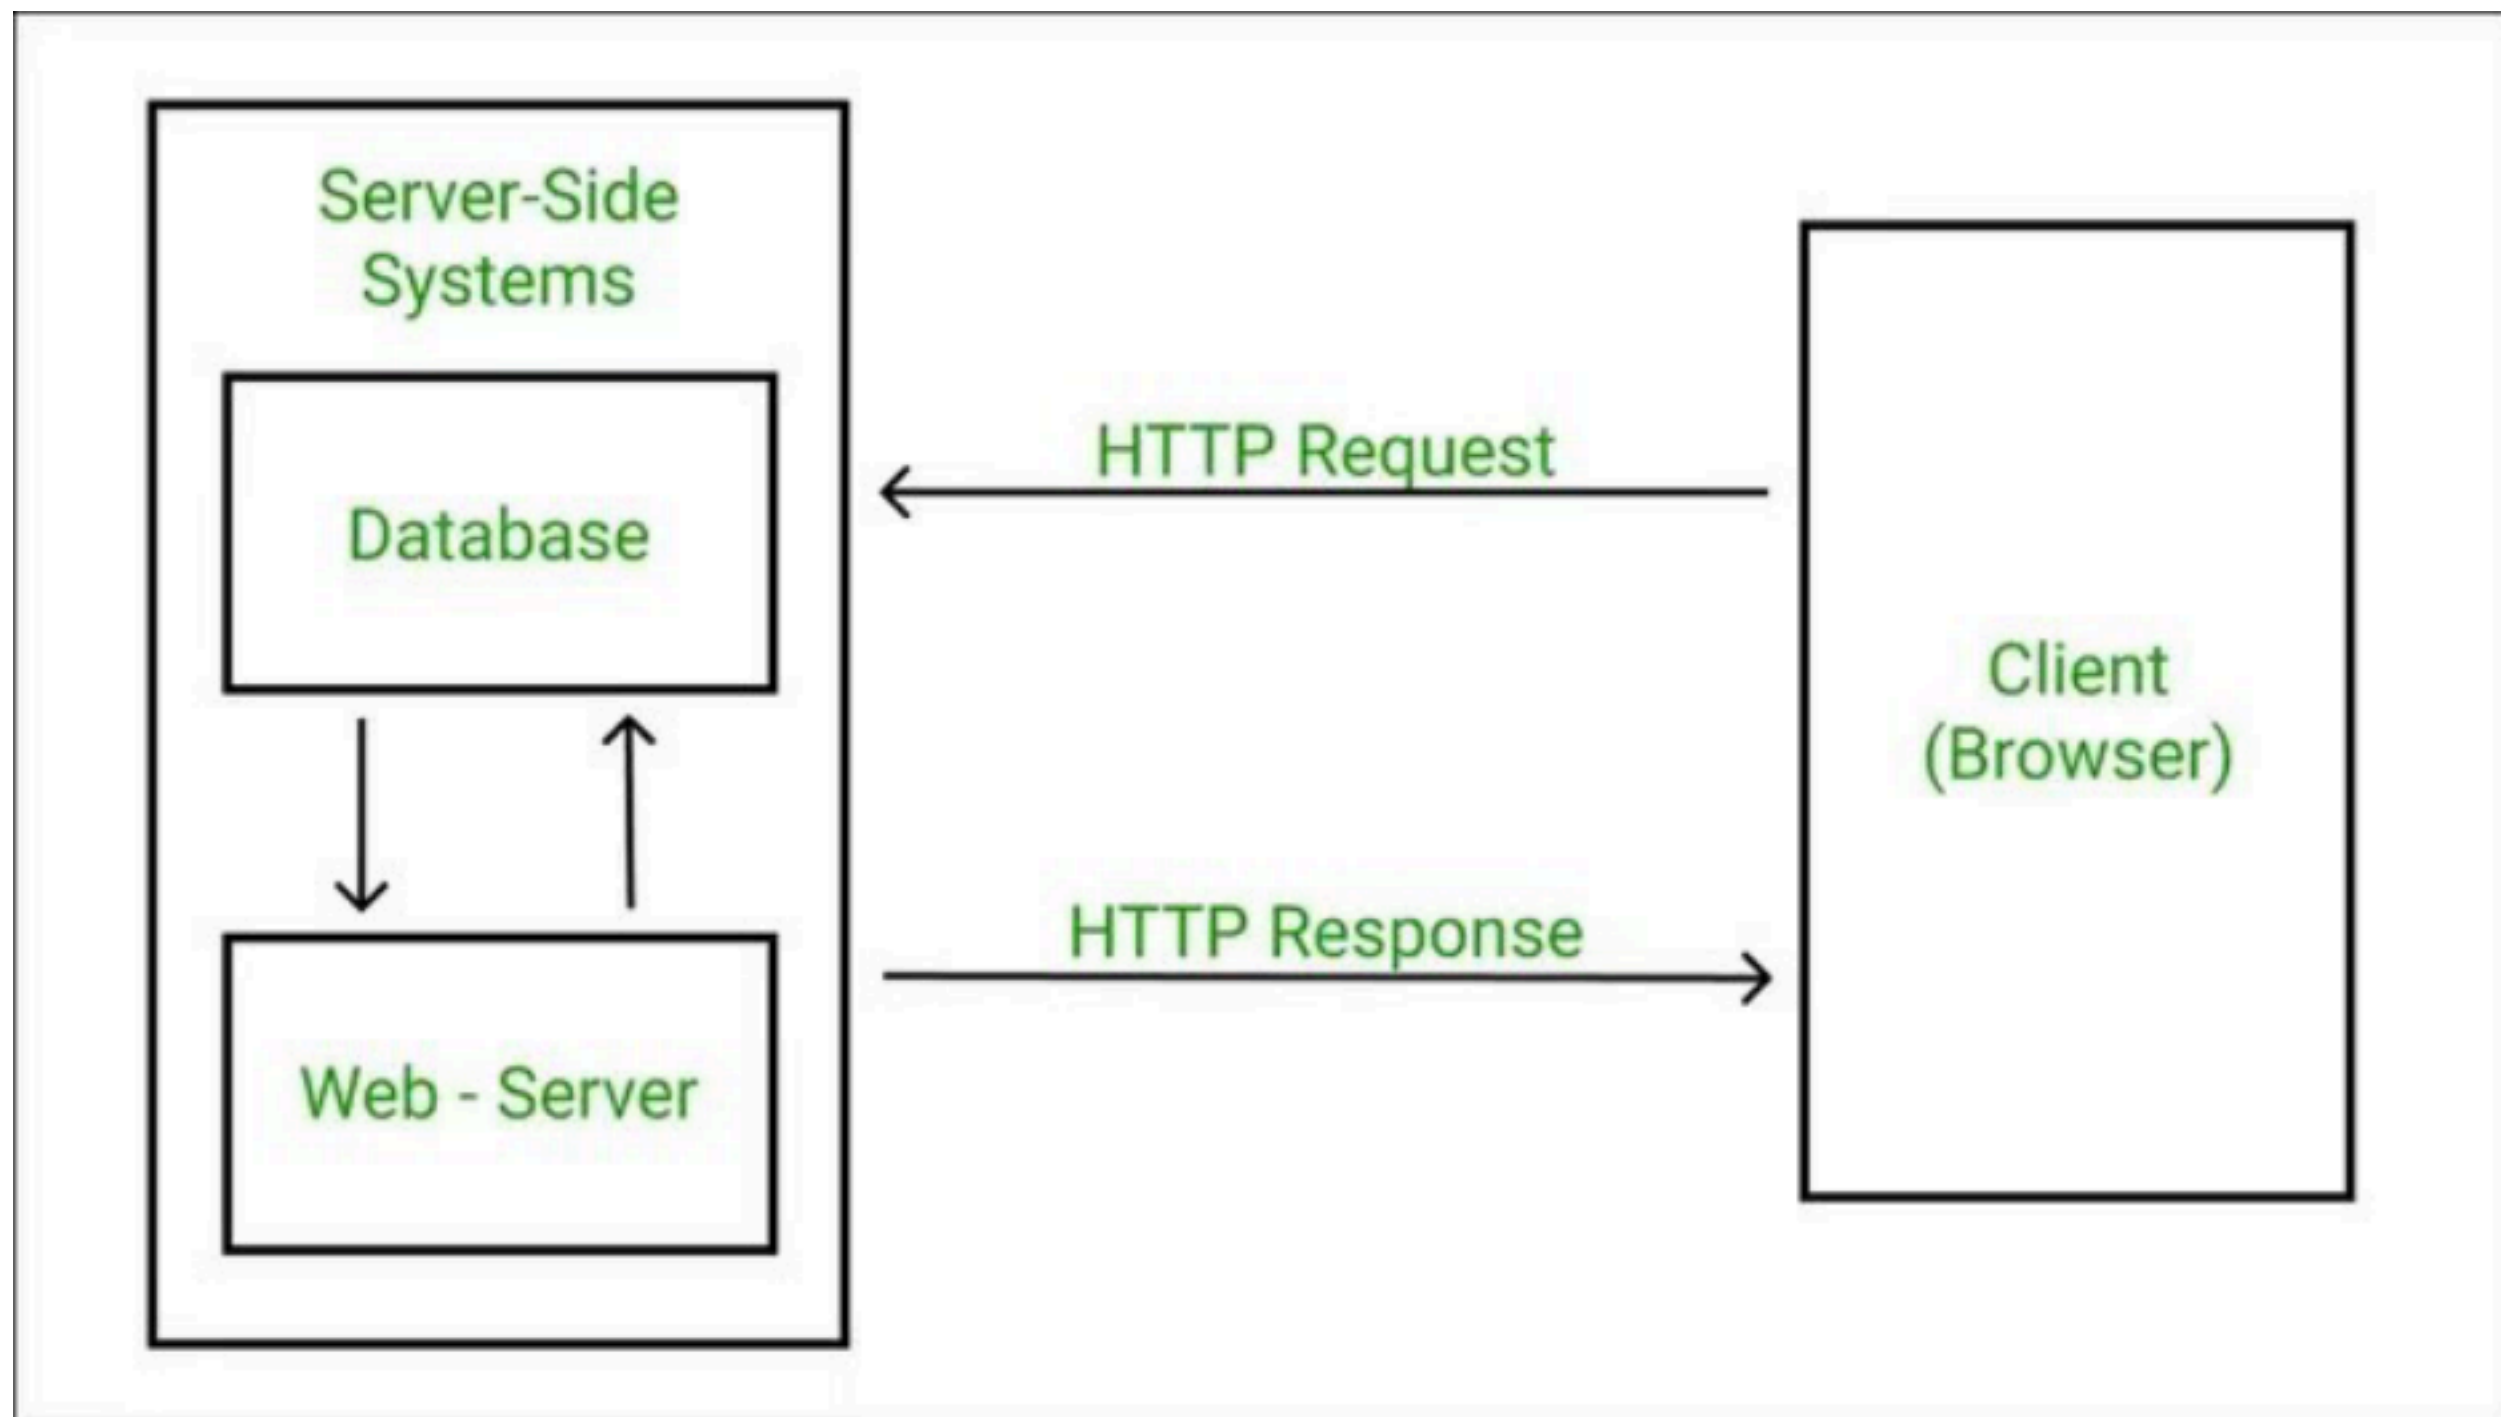 Server-Side
Systems
Database
Web - Server
HTTP Request
HTTP Response
Client
(Browser)